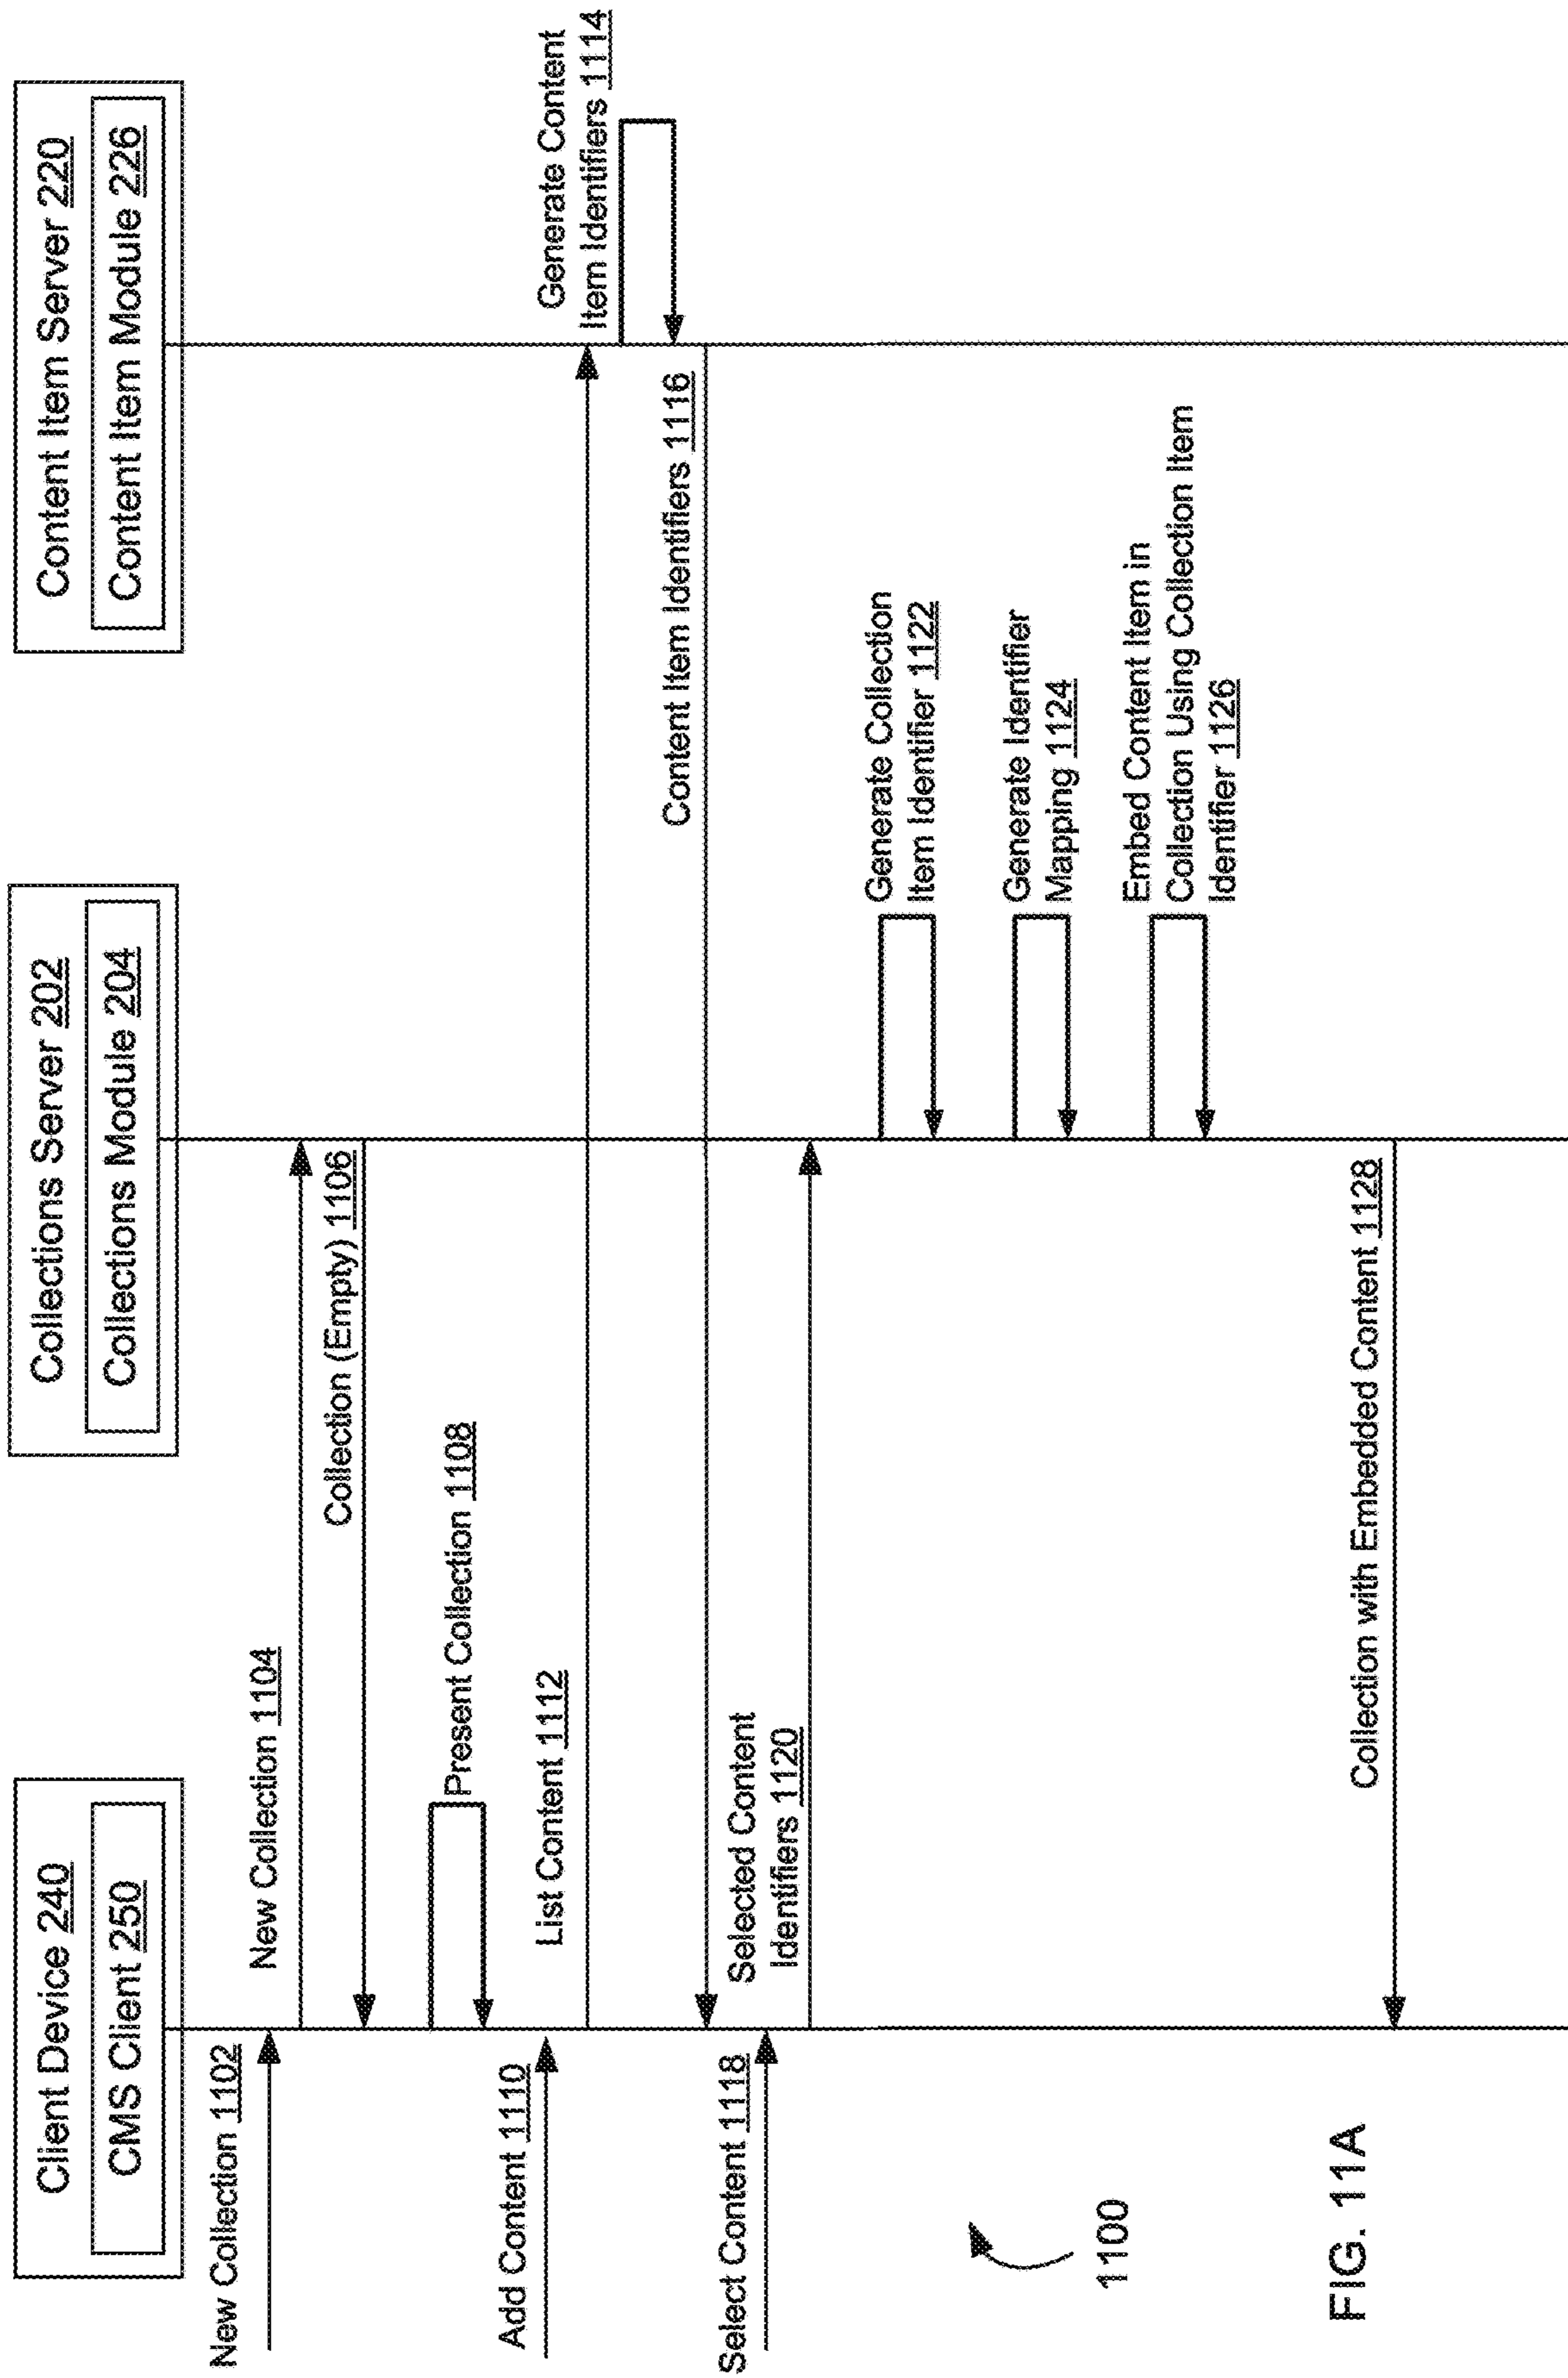 Client Device 240
CMS Client 250
Collections Server 202
Collections Module 204
Content Item Server 220
Content Item Module 226
New Collection 1102
New Collection 1104
Collection (Empty) 1106
Present Collection 1108
Add Content 1110
List Content 1112
Generate Content
Item Identifiers 1114
Content Item Identifiers 1116
Select Content 1118
Selected Content
Identifiers 1120
Generate Collection
Item Identifier 1122
Generate Identifier
Mapping 1124
Embed Content Item in
Collection Using Collection Item
Identifier 1126
Collection with Embedded Content 1128
1100
FIG. 11A